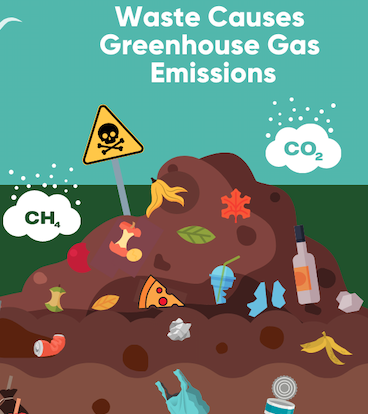 Waste Causes
Greenhouse Gas
Emissions
CO₂
CH₄